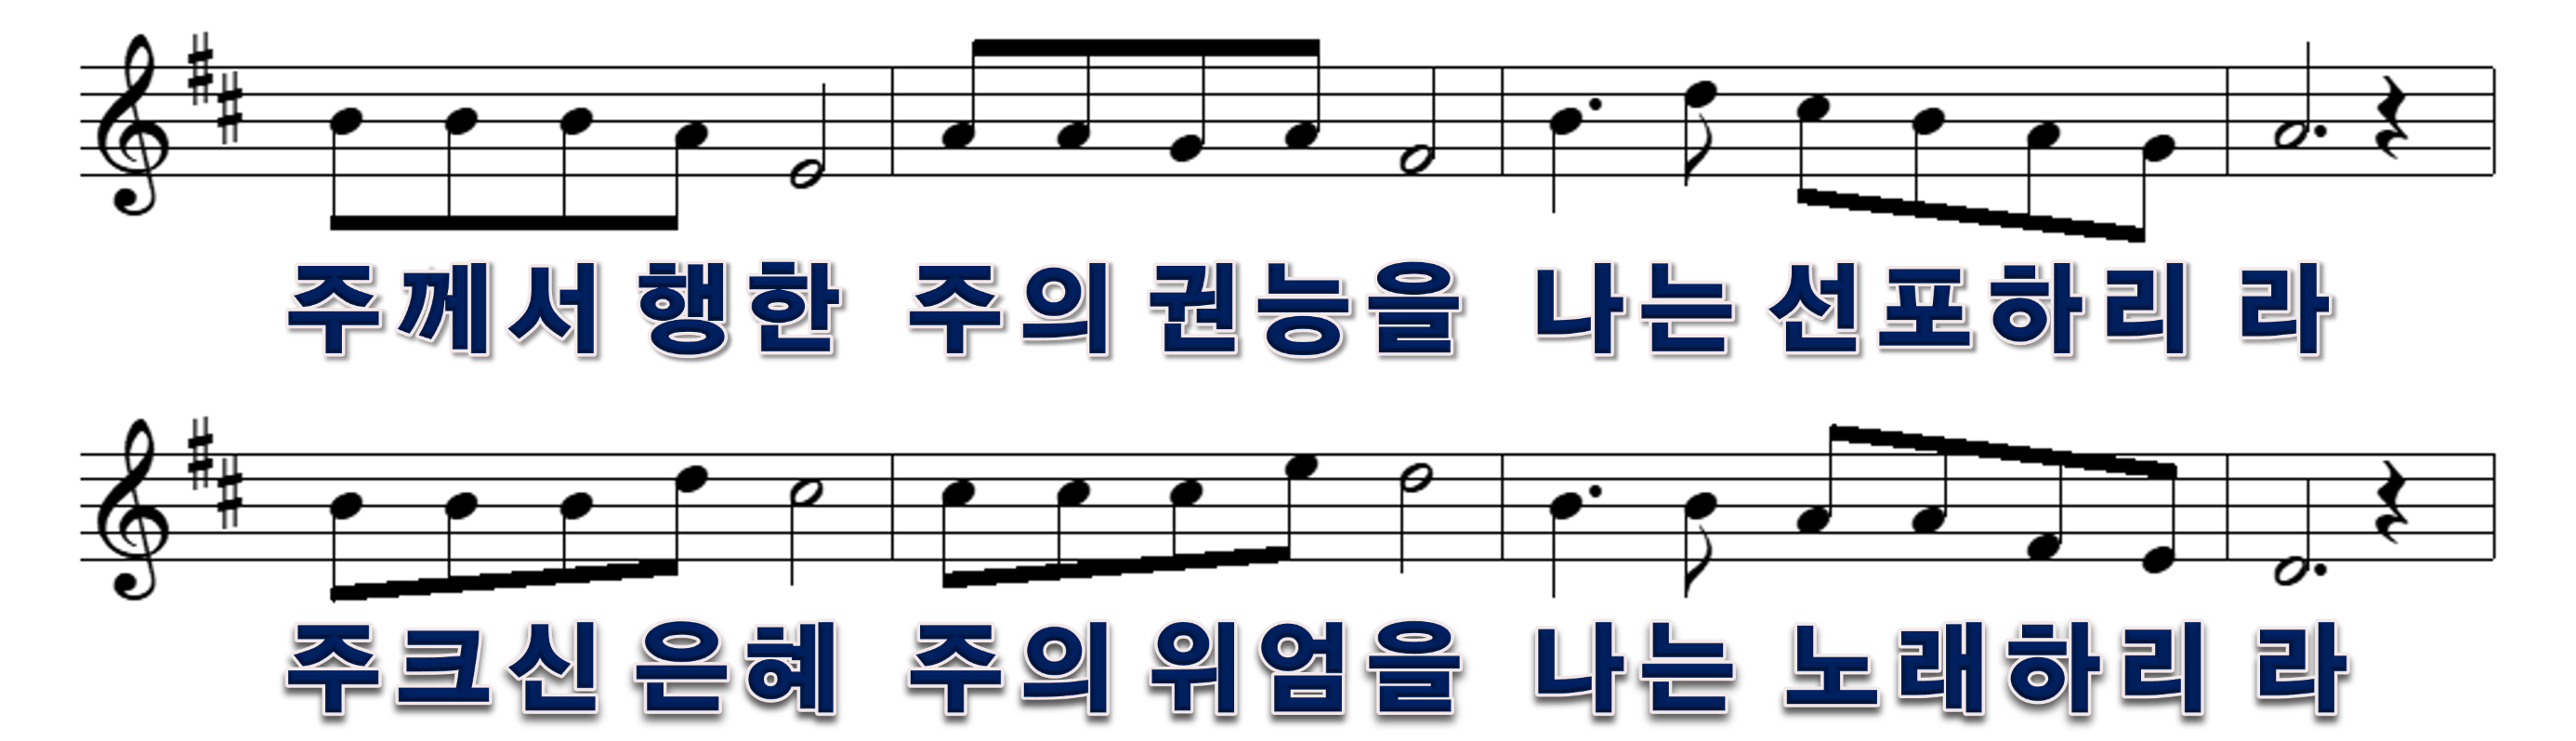 주께서 행한 주의 권능을 나는 선포하리 라
주크신 은혜 주의 위엄을 나는 노래하리 라